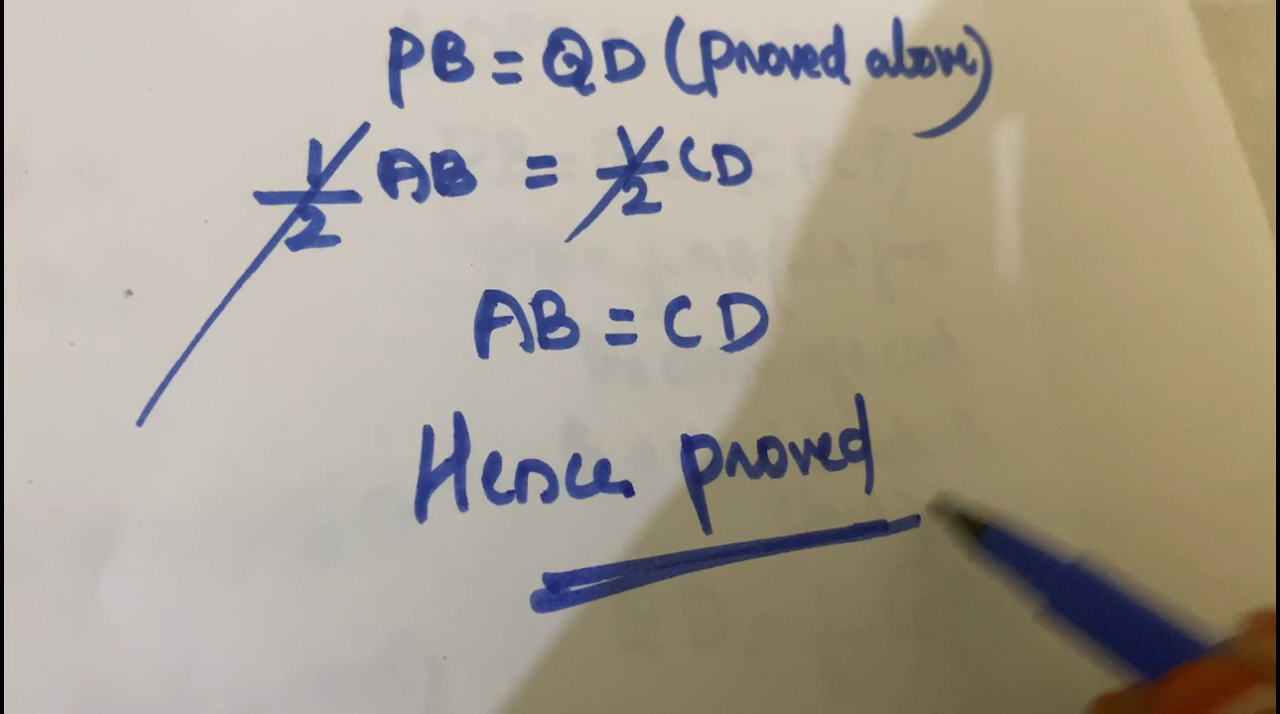 PB = QD (Proved above)
1/2 AB = 1/2 CD
AB = CD
Hence proved